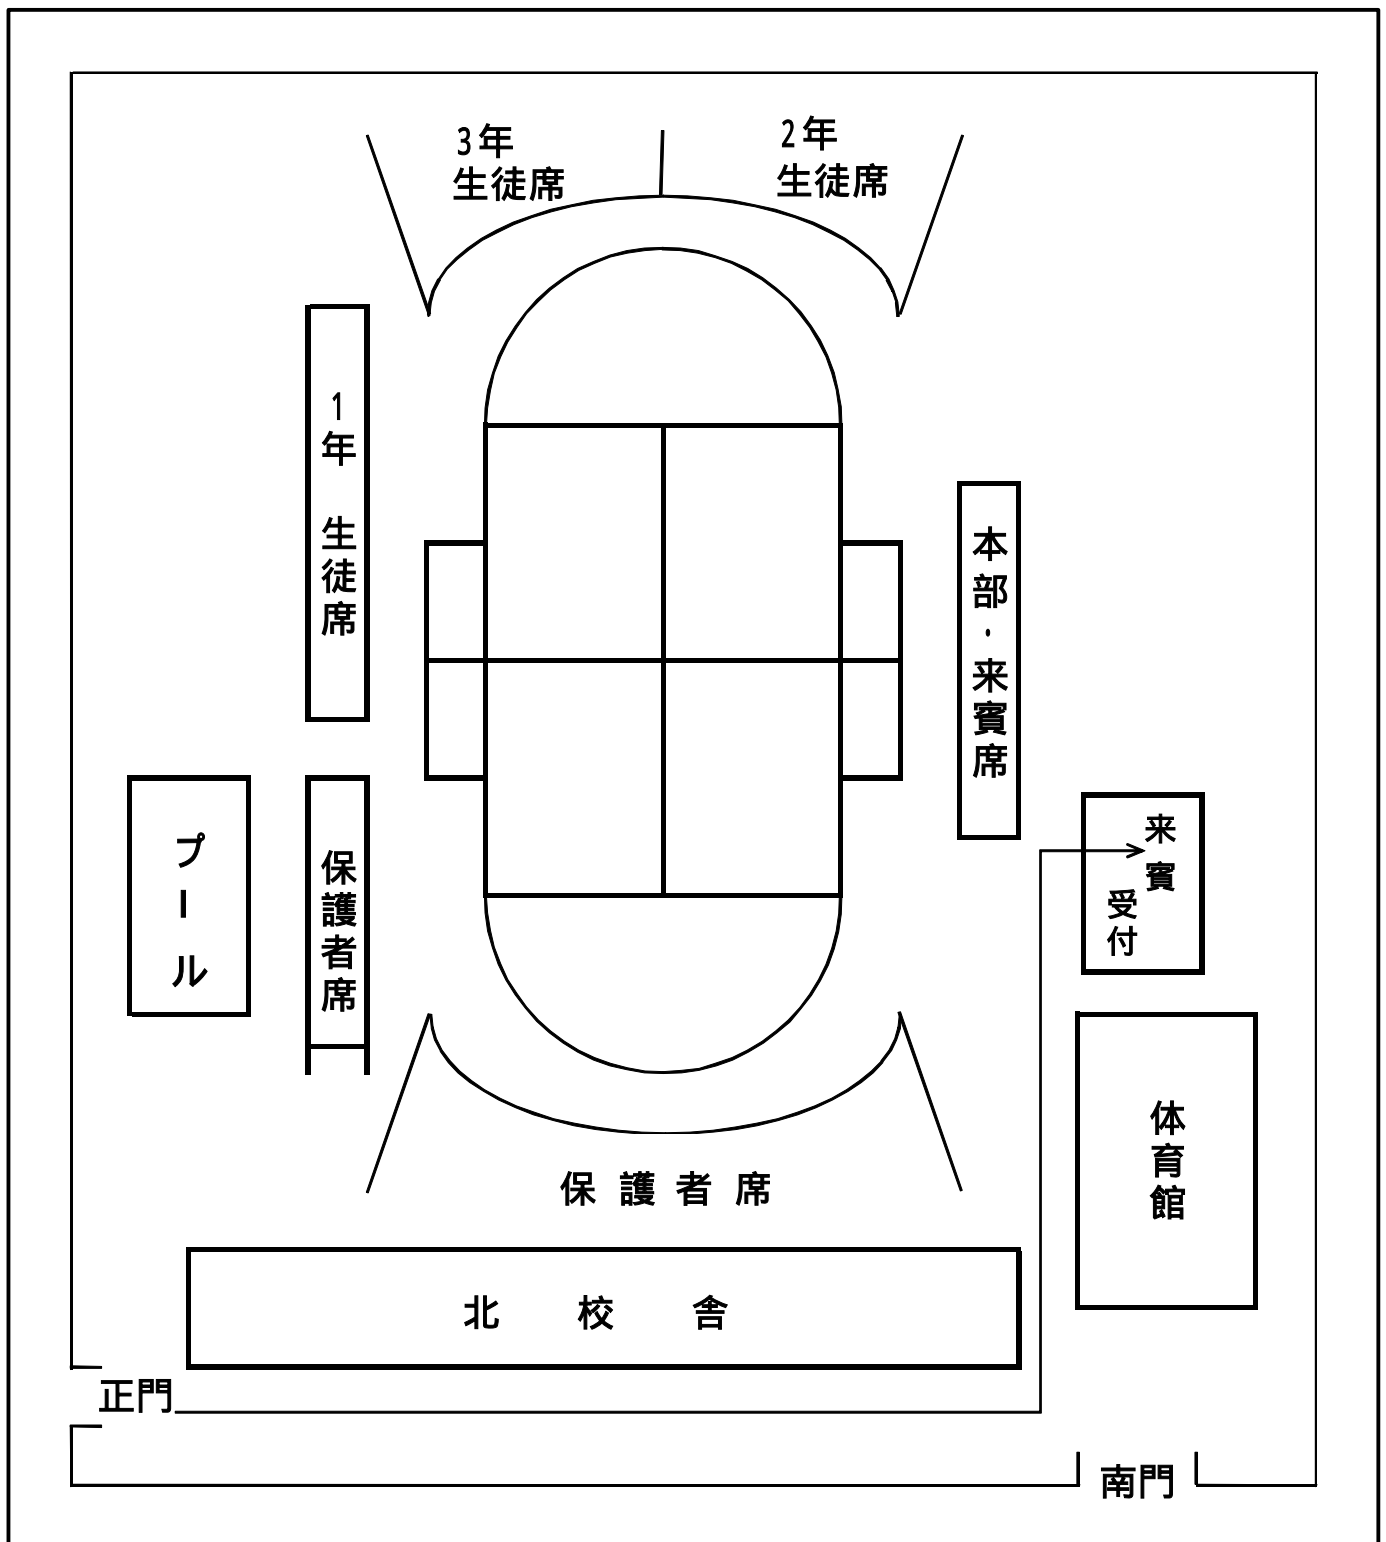 3年
生徒席
2年
生徒席
1年 生徒席
本部・来賓席
プール
保護者席
来賓
受付
体育館
保護者席
北校舎
正門
南門